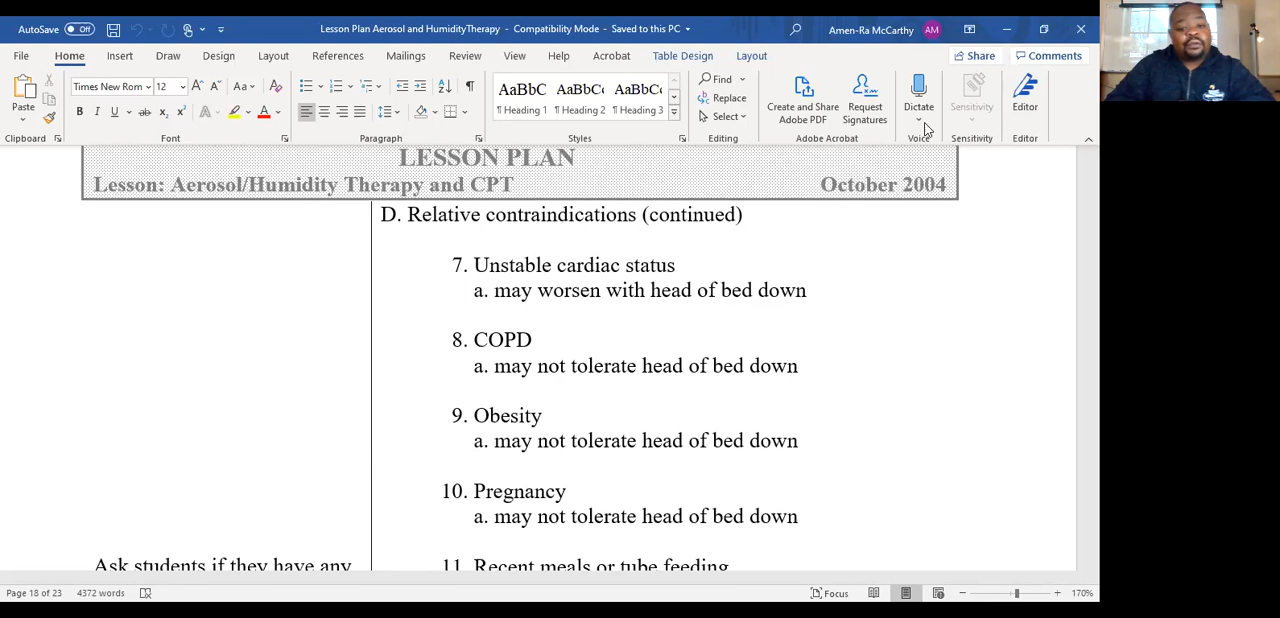 AutoSave Off
Lesson Plan Aerosol and HumidityTherapy - Compatibility Mode - Saved to this PC
Amen-Ra McCarthy AM
File Home Insert Draw Design Layout References Mailings Review View Help Acrobat Table Design Layout
Share Comments
Times New Rom 12
Paste
AaBbC AaBbCc AaBbCc
¶ Heading 1 ¶ Heading 2 ¶ Heading 3
Find
Replace
Select
Create and Share
Adobe PDF
Request
Signatures
Dictate
Sensitivity
Editor
Clipboard Font Paragraph Styles Editing Adobe Acrobat Voice Sensitivity Editor
LESSON PLAN
Lesson: Aerosol/Humidity Therapy and CPT October 2004
D. Relative contraindications (continued)
7. Unstable cardiac status
a. may worsen with head of bed down
8. COPD
a. may not tolerate head of bed down
9. Obesity
a. may not tolerate head of bed down
10. Pregnancy
a. may not tolerate head of bed down
Ask students if they have any
11. Recent meals or tube feeding
Page 18 of 23 4372 words
Focus
170%